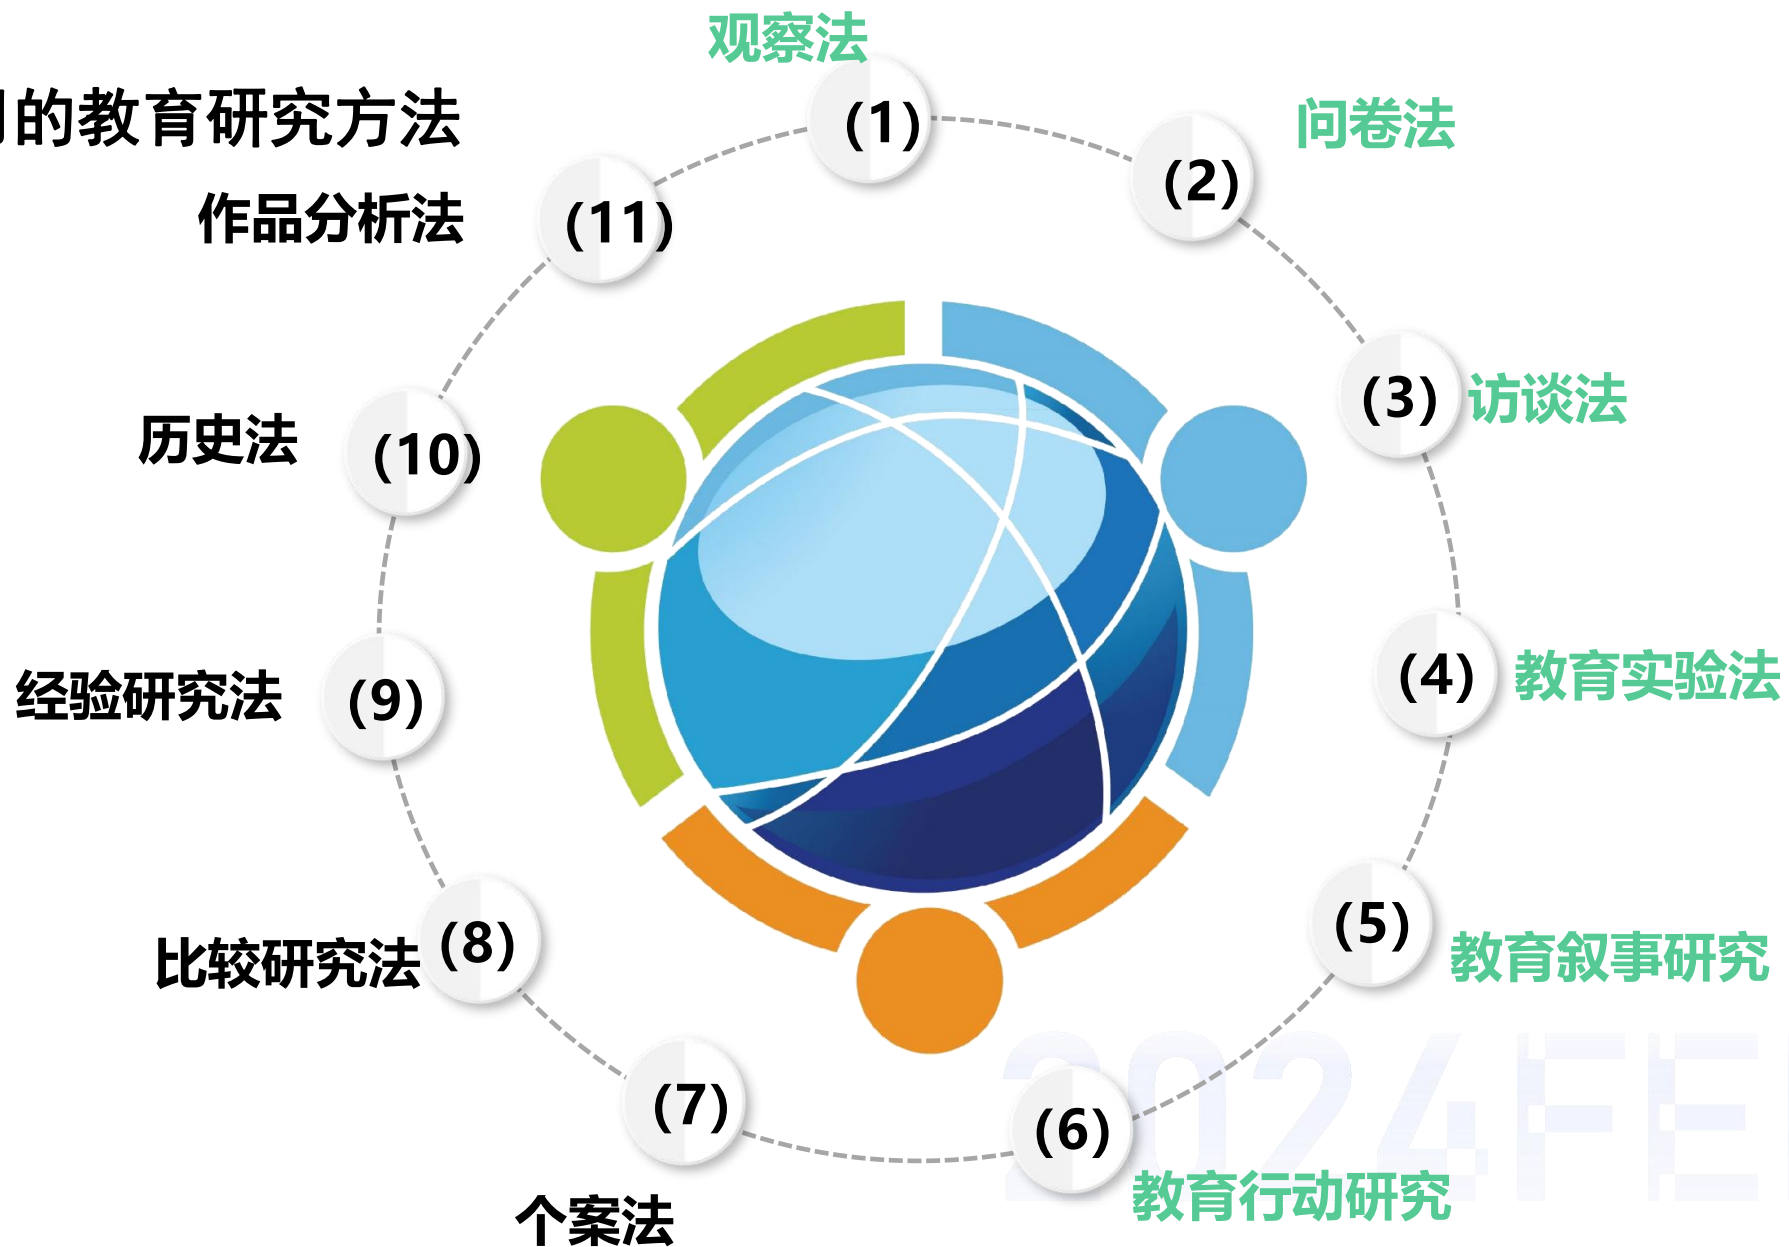 的教育研究方法
观察法
(1)
问卷法
(2)
访谈法
(3)
教育实验法
(4)
教育叙事研究
(5)
教育行动研究
(6)
个案法
(7)
比较研究法
(8)
经验研究法
(9)
历史法
(10)
作品分析法
(11)
2024FE